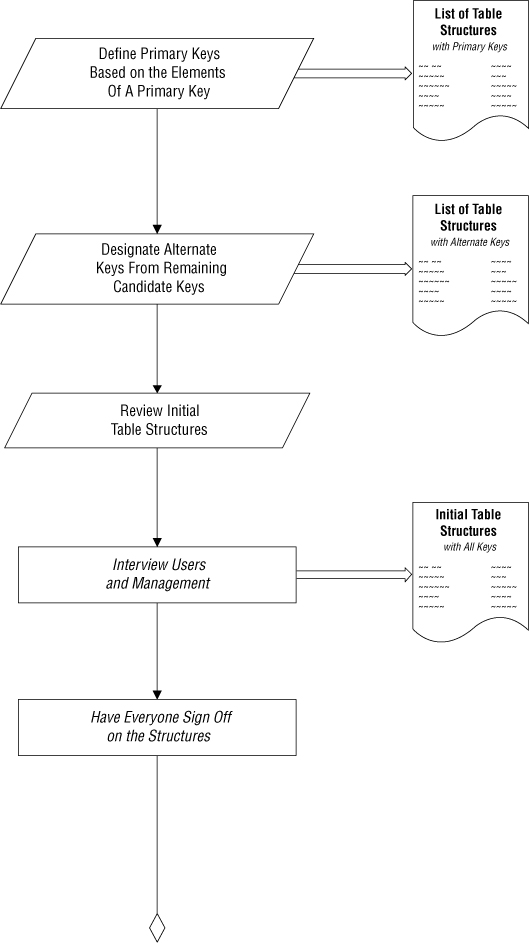 Define Primary Keys
Based on the Elements
Of A Primary Key
List of Table
Structures
with Primary Keys
Designate Alternate
Keys From Remaining
Candidate Keys
List of Table
Structures
with Alternate Keys
Review Initial
Table Structures
Interview Users
and Management
Initial Table
Structures
with All Keys
Have Everyone Sign Off
on the Structures